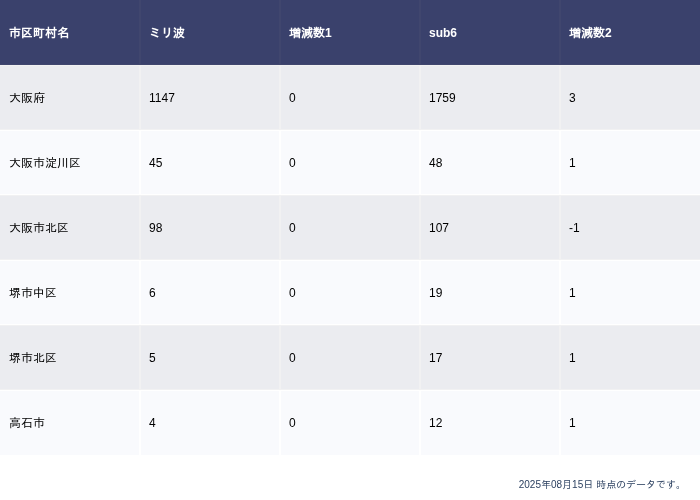 市区町村名 ミリ波 増減数1 sub6 増減数2
大阪府 1147 0 1759 3
大阪市淀川区 45 0 48 1
大阪市北区 98 0 107 -1
堺市中区 6 0 19 1
堺市北区 5 0 17 1
高石市 4 0 12 1
2025年08月15日 時点のデータです。